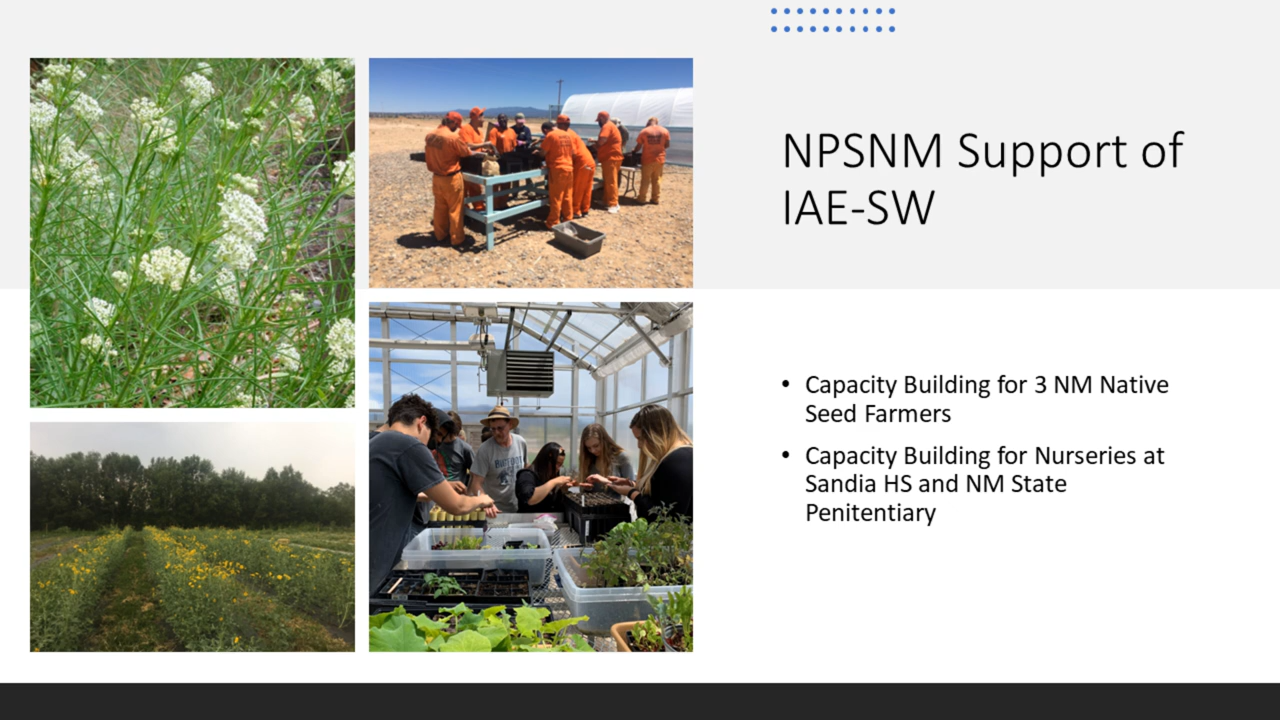 NPSNM Support of
IAE-SW
• Capacity Building for 3 NM Native
Seed Farmers
• Capacity Building for Nurseries at
Sandia HS and NM State
Penitentiary